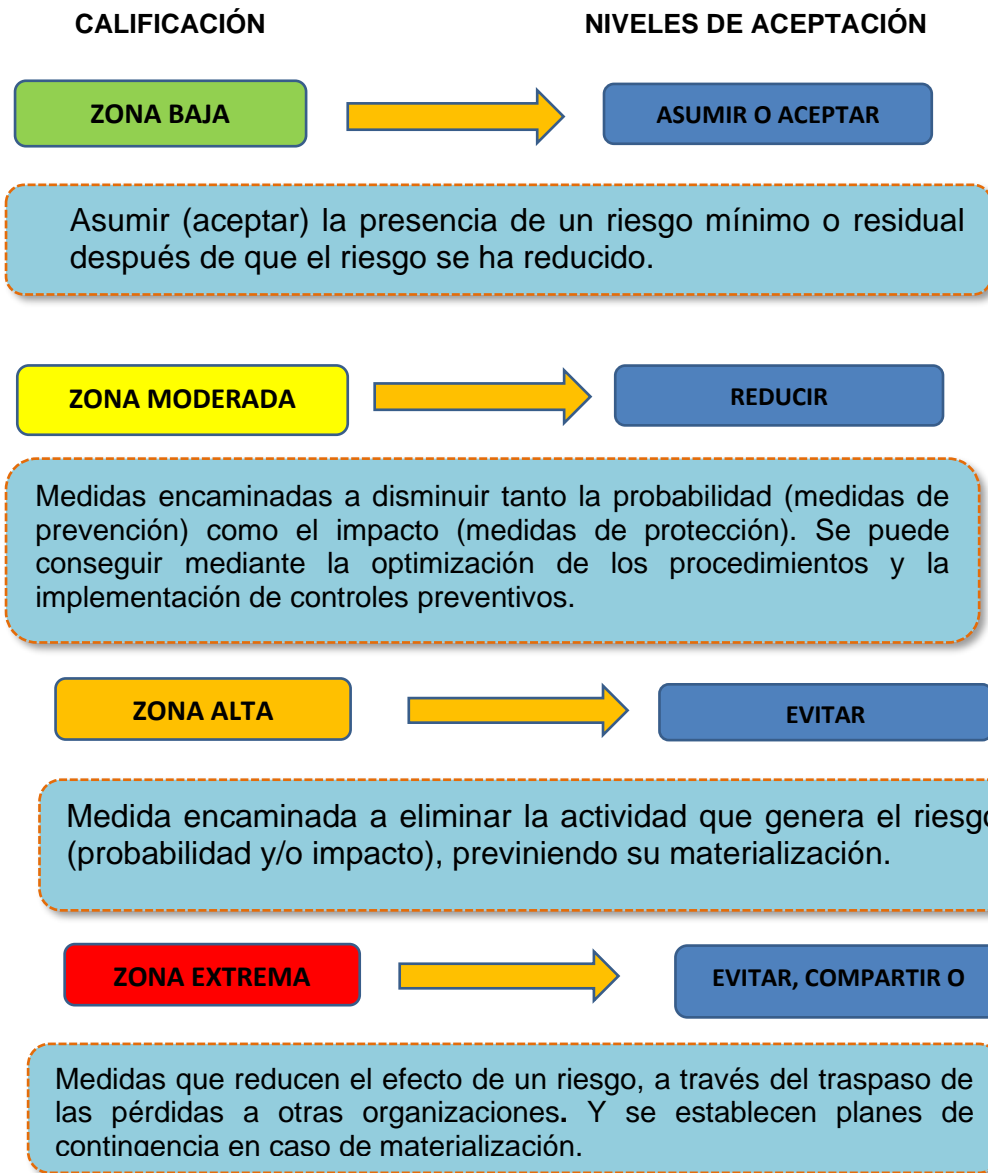 CALIFICACIÓN NIVELES DE ACEPTACIÓN
ZONA BAJA ASUMIR O ACEPTAR
Asumir (aceptar) la presencia de un riesgo mínimo o residual
después de que el riesgo se ha reducido.
ZONA MODERADA REDUCIR
Medidas encaminadas a disminuir tanto la probabilidad (medidas de
prevención) como el impacto (medidas de protección). Se puede
conseguir mediante la optimización de los procedimientos y la
implementación de controles preventivos.
ZONA ALTA EVITAR
Medida encaminada a eliminar la actividad que genera el riesgo
(probabilidad y/o impacto), previniendo su materialización.
ZONA EXTREMA EVITAR, COMPARTIR O
Medidas que reducen el efecto de un riesgo, a través del traspaso de
las pérdidas a otras organizaciones. Y se establecen planes de
contingencia en caso de materialización.